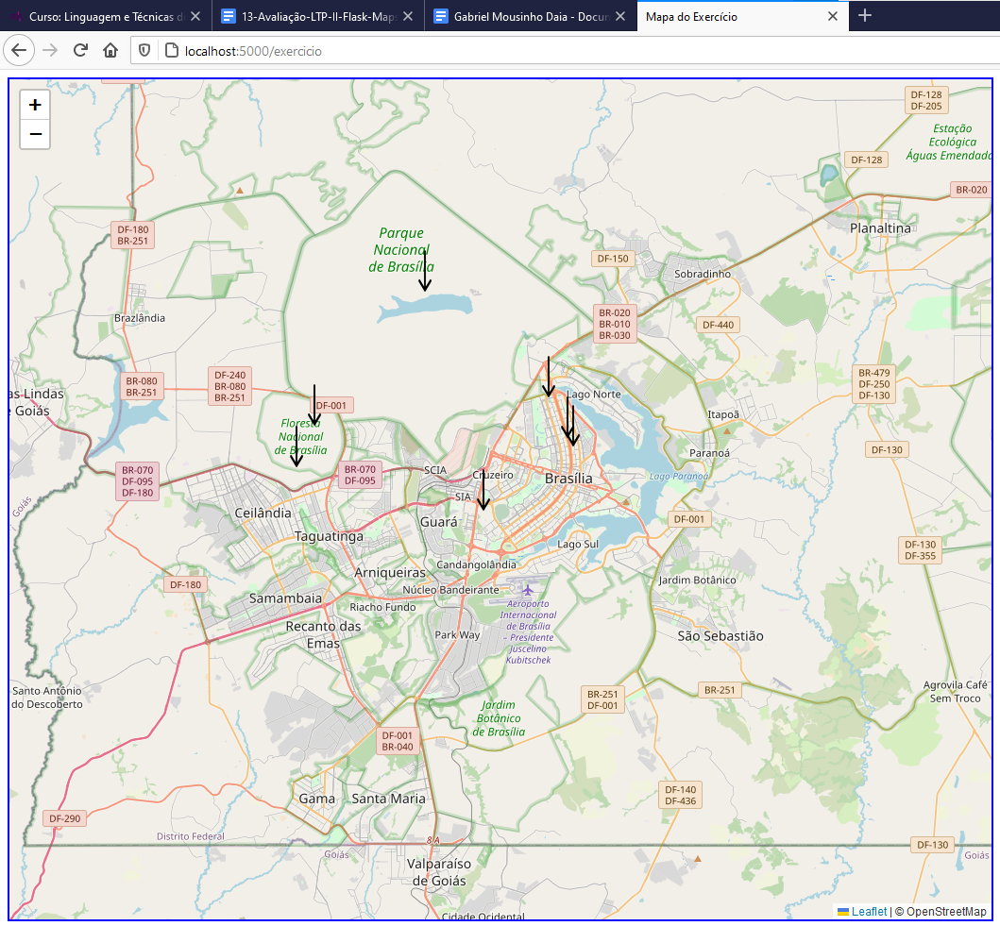 Curso: Linguagem e Técnicas d
13-Avaliação-LTP-II-Flask-Map
Gabriel Mousinho Daia - Docum
Mapa do Exercício
localhost:5000/exercicio
+
−
DF-128
DF-205
Estação
Ecológica
Águas Emendada
DF-128
BR-020
Planaltina
DF-180
BR-251
Parque
Nacional
de Brasília
DF-150
Sobradinho
Brazlândia
BR-020
BR-010
BR-030
DF-440
as Lindas
e Goiás
BR-080
BR-251
DF-240
BR-080
BR-251
DF-001
Lago Norte
BR-479
DF-250
DF-130
Itapoã
Floresta
Nacional
de Brasília
Paranoá
DF-130
BR-070
DF-095
DF-180
BR-070
DF-095
SCIA
Cruzeiro
Brasília
Lago Paranoá
Goiás
SIA
Ceilândia
Guará
DF-001
Taguatinga
Lago Sul
DF-130
DF-355
Candangolândia
Arniqueiras
Jardim Botânico
DF-180
Núcleo Bandeirante
Samambaia
Riacho Fundo
Aeroporto
Internacional
de Brasília
- Presidente
Juscelino
Kubitschek
Recanto das
Emas
Park Way
São Sebastião
Santo Antônio
do Descoberto
BR-251
DF-001
BR-251
Agrovila Café
Sem Troco
Jardim
Botânico
de Brasília
DF-001
BR-040
DF-140
DF-436
Gama
Santa Maria
DF-290
Distrito Federal
8 A
DF-130
Goiás
Goiás
Valparaíso
de Goiás
Cidade Ocidental
Leaflet | © OpenStreetMap